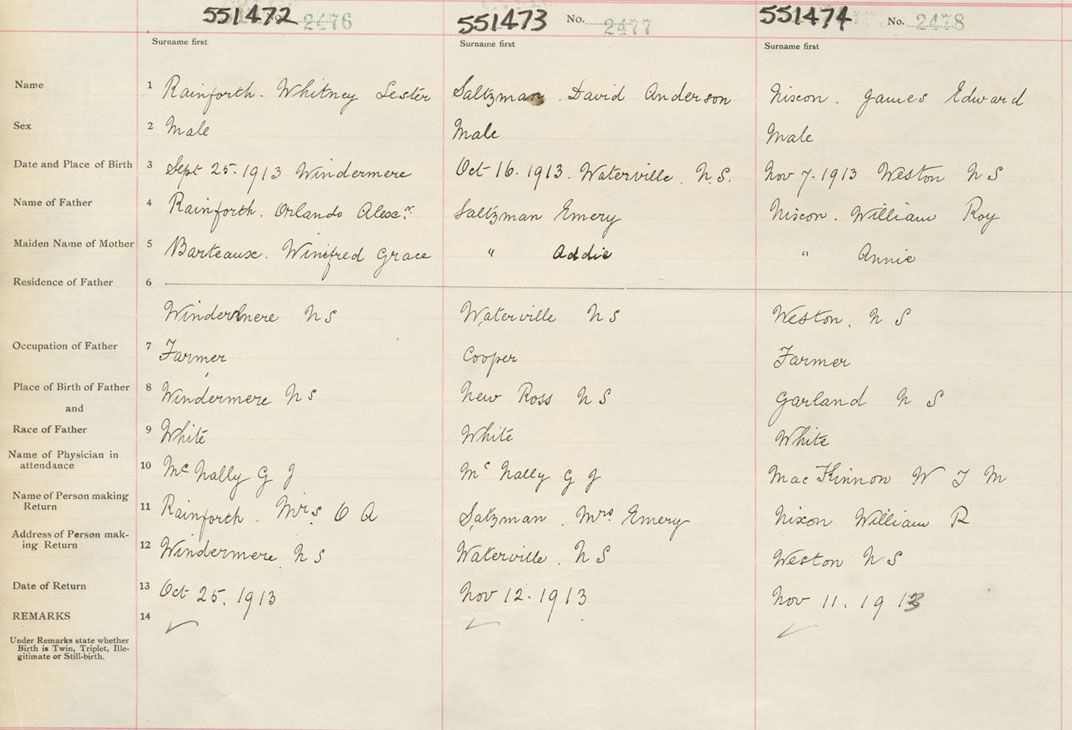 551472 2476 551473 No. 2477 551474 No. 2478
Surname first Surname first Surname first
Name 1 Rainforth. Whitney Lester Saltzman. David Anderson Nixon. James Edward
Sex 2 Male Male Male
Date and Place of Birth 3 Sept 25. 1913 Windermere Oct 16. 1913. Waterville. N.S. Nov 7. 1913 Weston N S
Name of Father 4 Rainforth. Orlando Alexr. Saltzman Emery Nixon. William Roy
Maiden Name of Mother 5 Barteaux. Winifred Grace " Addie " Annie
Residence of Father 6
Windermere N S Waterville N S Weston. N S
Occupation of Father 7 Farmer Cooper Farmer
Place of Birth of Father 8 Windermere N S New Ross N S Garland N S
and
Race of Father 9 White White White
Name of Physician in
attendance 10 McNally G J Mc Nally G J MacKinnon W J M
Name of Person making
Return 11 Rainforth. Mrs O A Saltzman. Mrs Emery Nixon William R
Address of Person mak-
ing Return 12 Windermere. N S Waterville. N S Weston N S
Date of Return 13 Oct 25. 1913 Nov 12. 1913 Nov 11. 1913
REMARKS 14
Under Remarks state whether
Birth is Twin, Triplet, Ille-
gitimate or Still-birth.